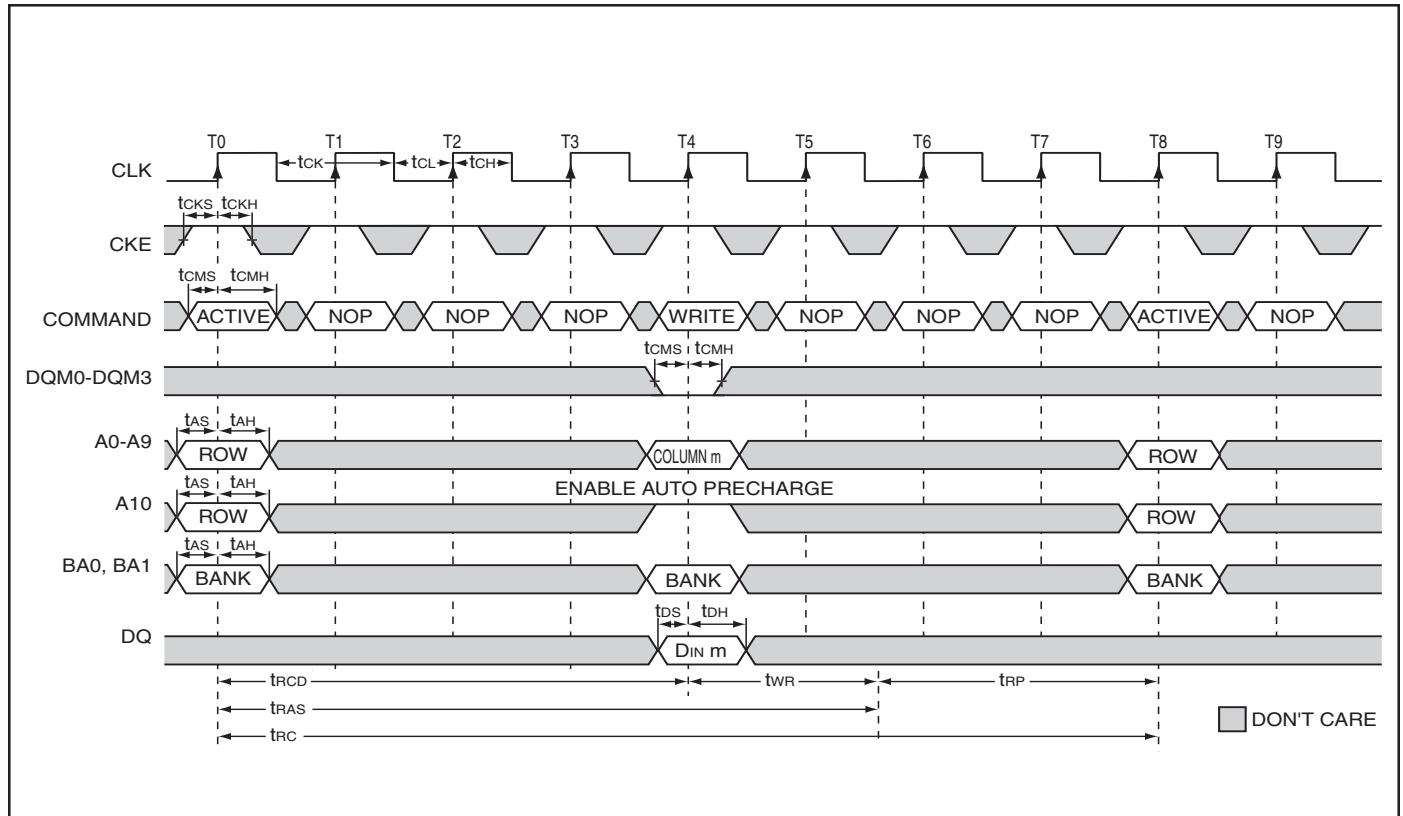 T0 T1 T2 T3 T4 T5 T6 T7 T8 T9
CLK tCK tCL tCH
tCKS tCKH
CKE
tCMS tCMH
COMMAND ACTIVE NOP NOP NOP WRITE NOP NOP NOP ACTIVE NOP
tCMS tCMH
DQM0-DQM3
tAS tAH
A0-A9 ROW COLUMN m ROW
tAS tAH ENABLE AUTO PRECHARGE
A10 ROW ROW
tAS tAH
BA0, BA1 BANK BANK BANK
tDS tDH
DQ DIN m
tRCD tWR tRP
tRAS
DON'T CARE
tRC